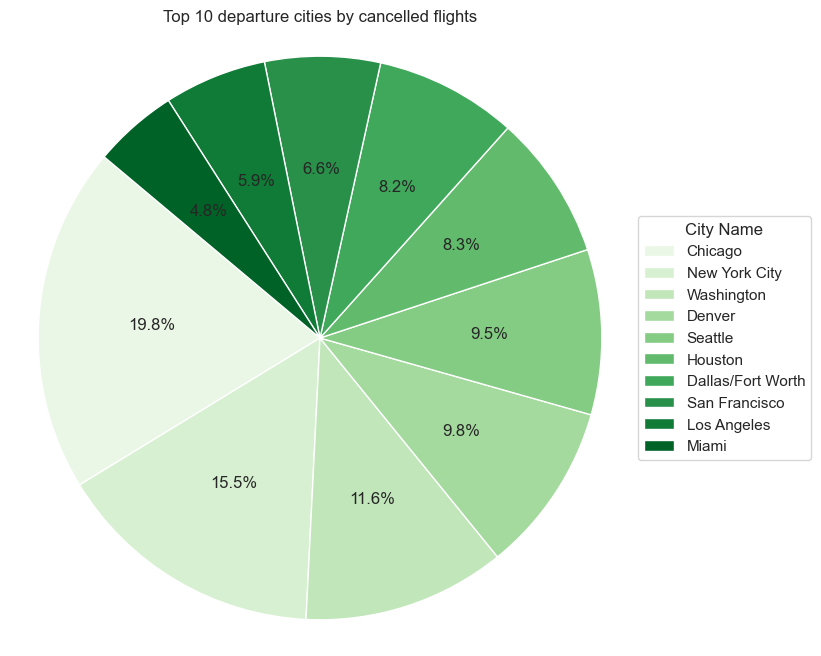 Top 10 departure cities by cancelled flights
6.6%
5.9%
8.2%
4.8%
8.3%
19.8%
9.5%
9.8%
15.5%
11.6%
City Name
Chicago
New York City
Washington
Denver
Seattle
Houston
Dallas/Fort Worth
San Francisco
Los Angeles
Miami